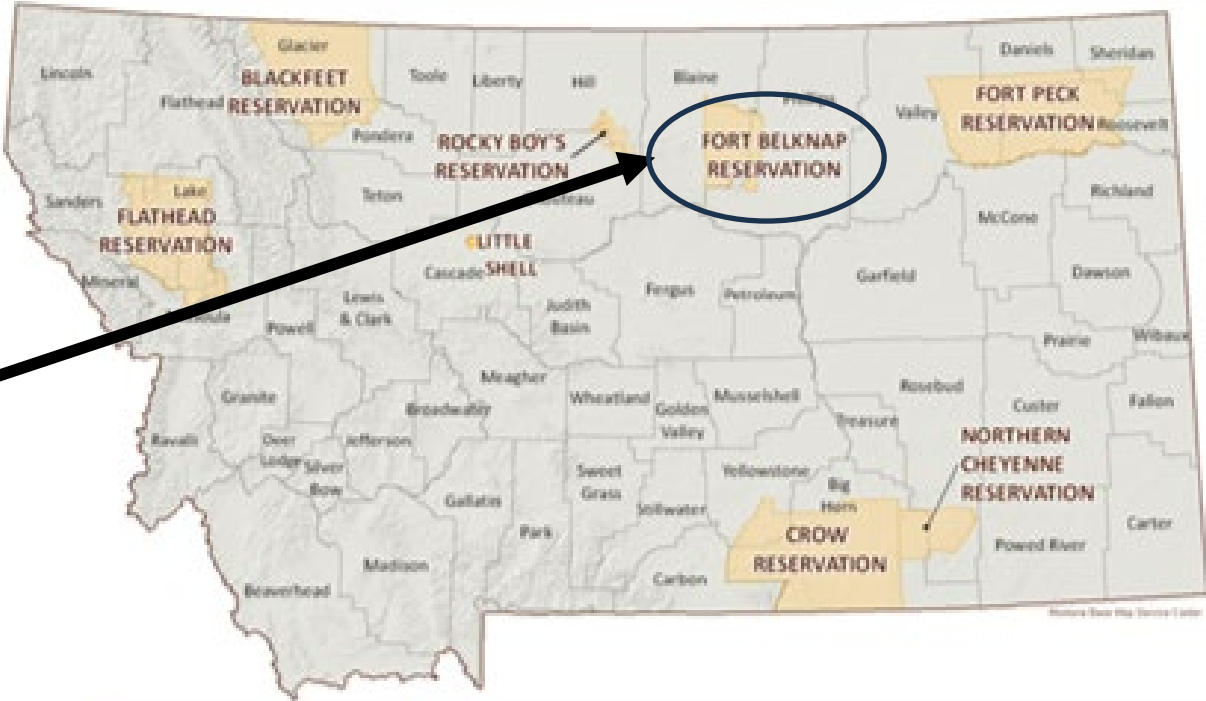 Glacier
Lincoln
Toole
Liberty
Hill
Blaine
Daniels
Sheridan
BLACKFEET
RESERVATION
Flathead
Pondera
Valley
FORT PECK
RESERVATION
Roosevelt
ROCKY BOY'S
RESERVATION
FORT BELKNAP
RESERVATION
Sanders
Lake
FLATHEAD
RESERVATION
Teton
Richland
McCone
LITTLE
SHELL
Cascade
Mineral
Lewis
& Clark
Judith
Basin
Fergus
Petroleum
Garfield
Dawson
Powell
Prairie
Wibaux
Meagher
Granite
Broadwater
Wheatland
Golden
Valley
Musselshell
Rosebud
Treasure
Custer
Fallon
Ravalli
Jefferson
Silver
Bow
NORTHERN
CHEYENNE
RESERVATION
Gallatin
Park
Sweet
Grass
Stillwater
Yellowstone
Big
Horn
CROW
RESERVATION
Carter
Powed River
Madison
Beaverhead
Carbon